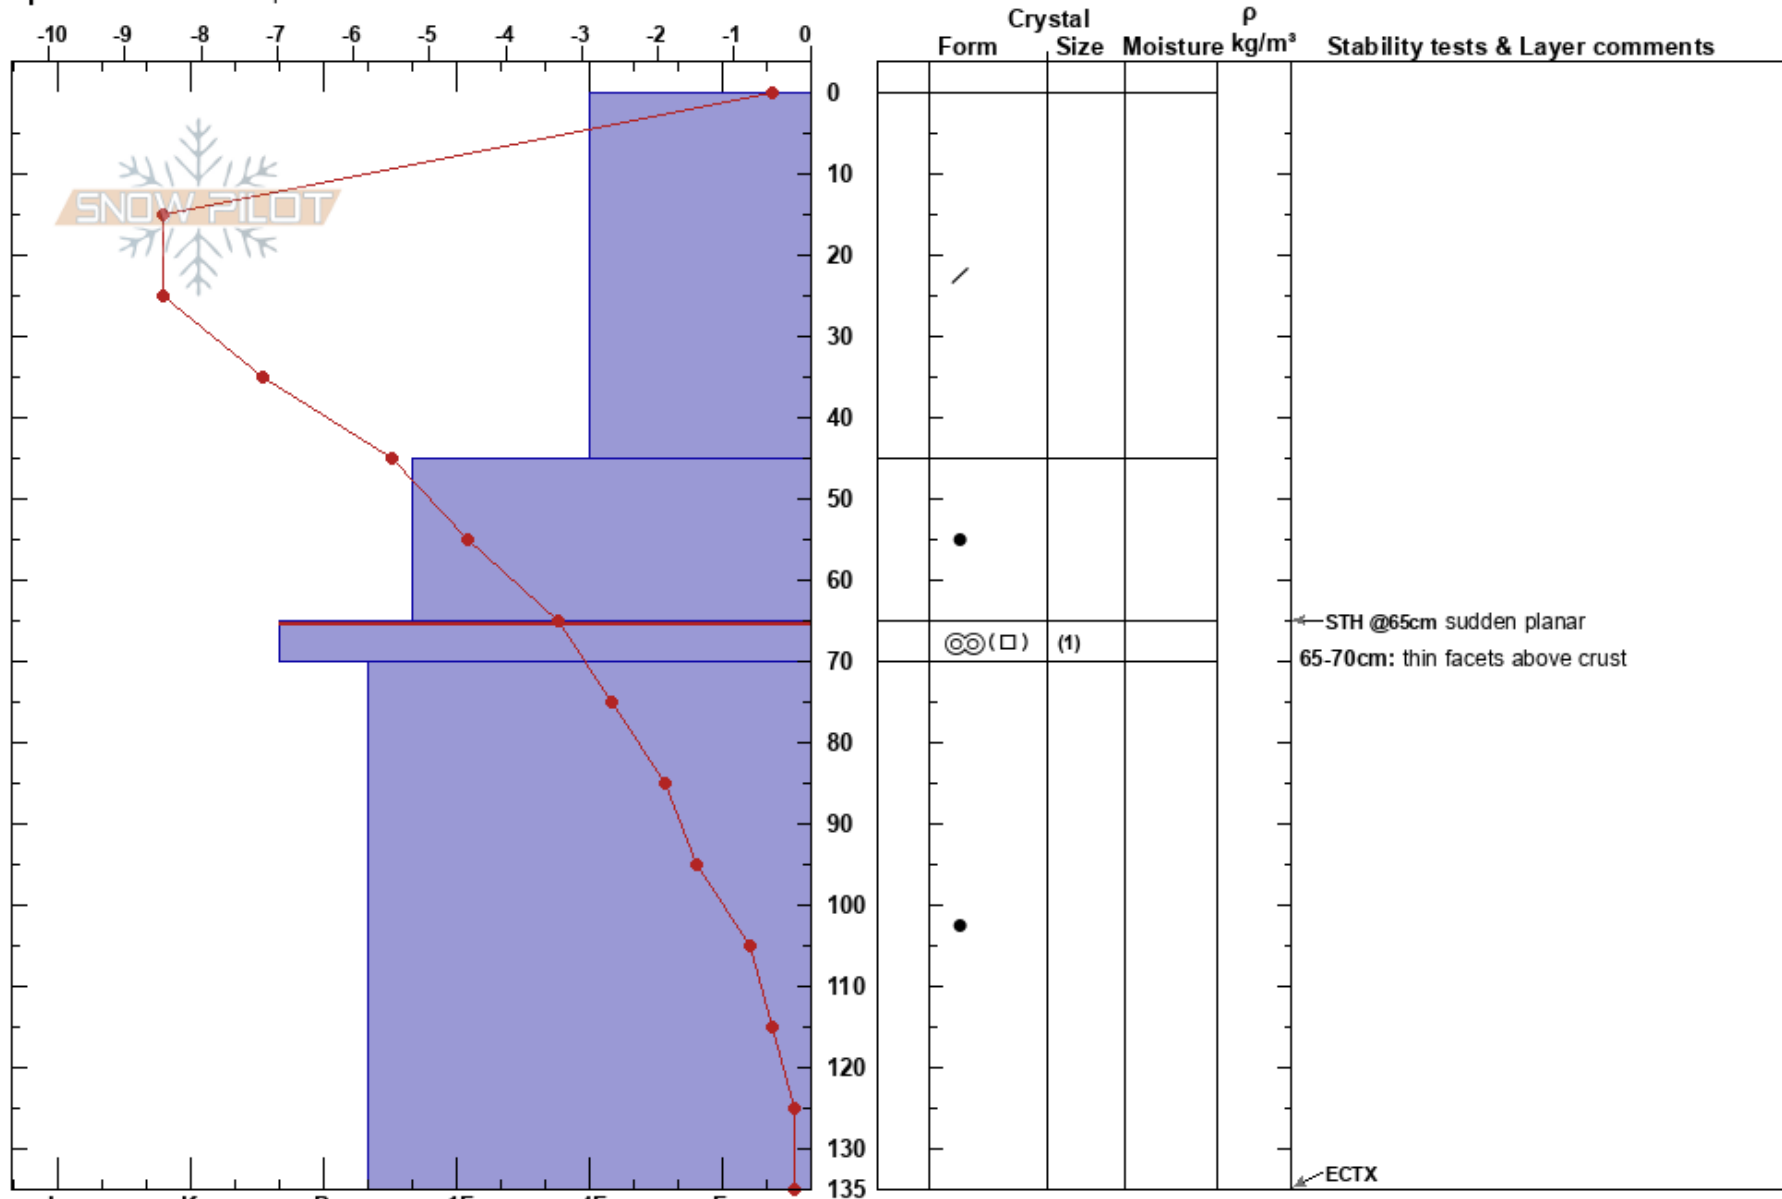 Crystal
ρ
-10 -9 -8 -7 -6 -5 -4 -3 -2 -1 0
Form Size Moisture kg/m³ Stability tests & Layer comments
0
10
SNOW PILOT
20
30
40
50
60
STH @65cm sudden planar
(1)
70
65-70cm: thin facets above crust
80
90
100
110
120
130
ECTX
135